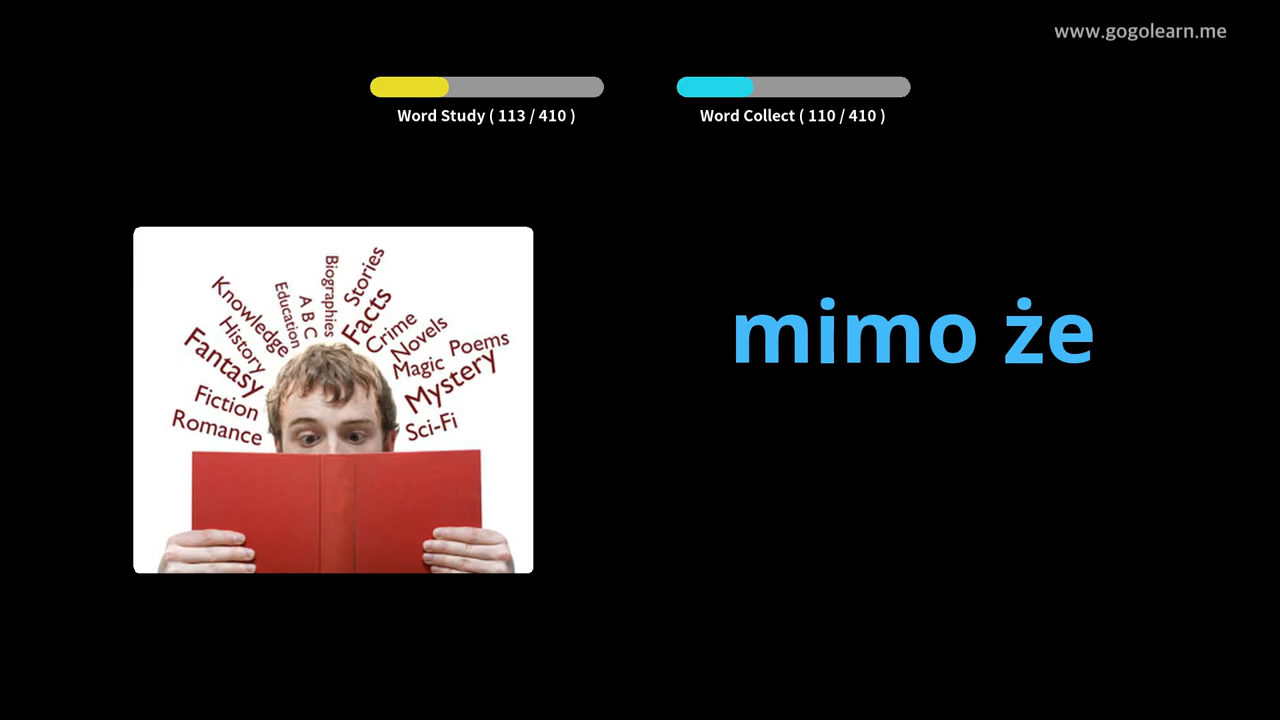 www.gogolearn.me
Word Study ( 113 / 410 )
Word Collect ( 110 / 410 )
Stories
Biographies
Facts
Education
A B C
Knowledge
Crime
Novels
History
Poems
Magic
Fantasy
Mystery
Fiction
Sci-Fi
Romance
mimo że